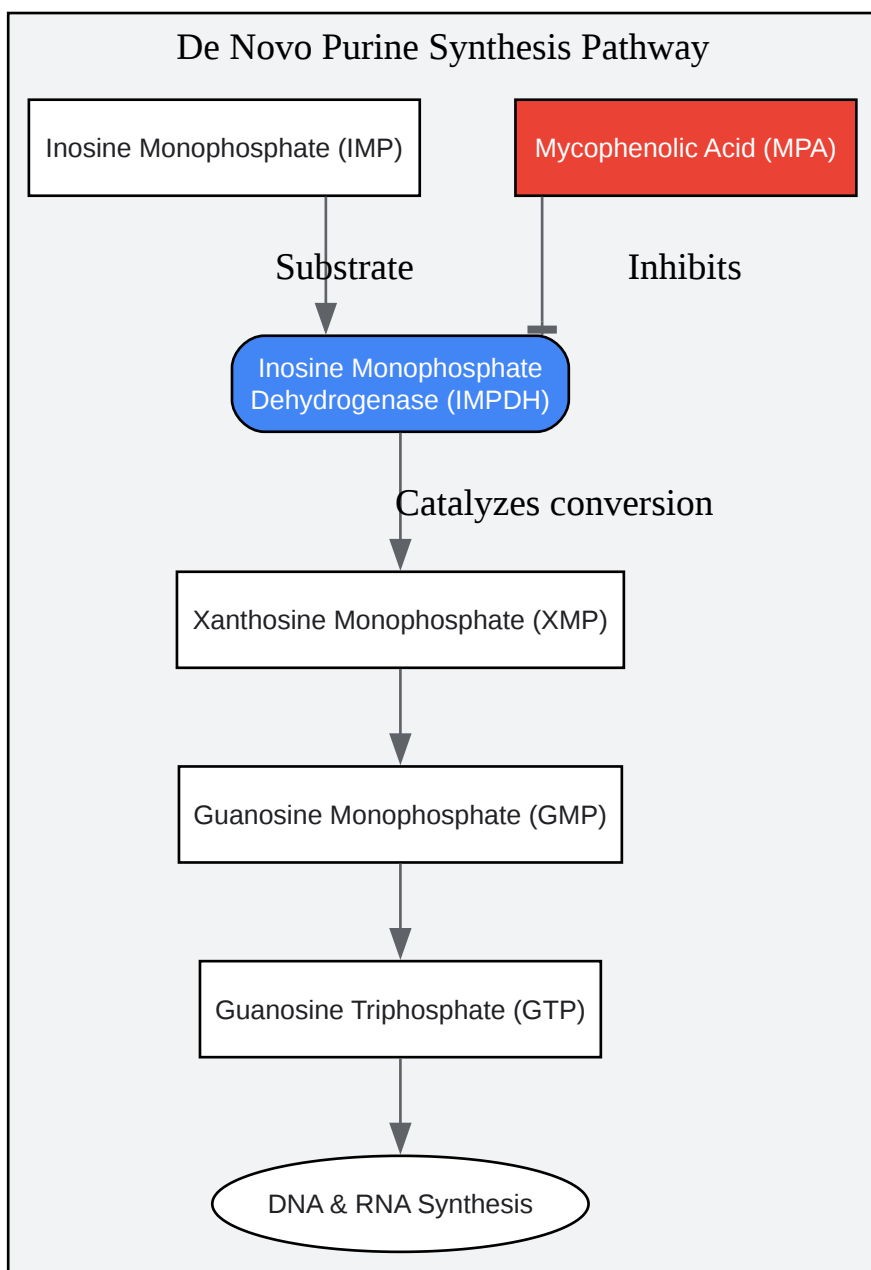 De Novo Purine Synthesis Pathway
Inosine Monophosphate (IMP)
Mycophenolic Acid (MPA)
Substrate
Inhibits
Inosine Monophosphate
Dehydrogenase (IMPDH)
Catalyzes conversion
Xanthosine Monophosphate (XMP)
Guanosine Monophosphate (GMP)
Guanosine Triphosphate (GTP)
DNA & RNA Synthesis